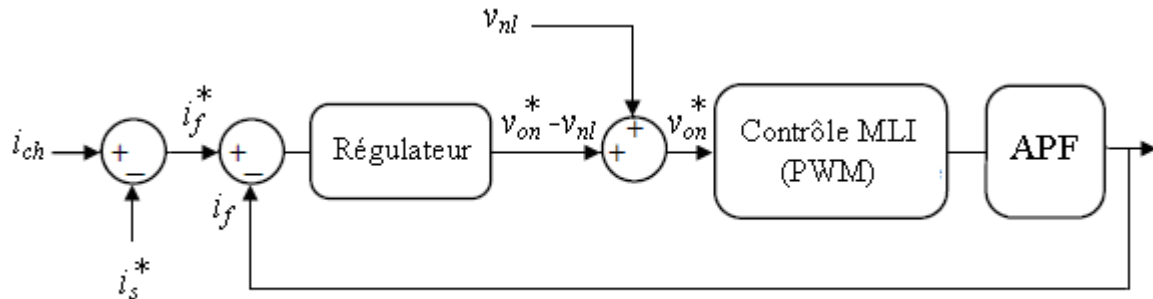 v_nl
i_ch
+
−
i_f*
+
−
Régulateur
v_on* - v_nl
+
+
v_on*
Contrôle MLI
(PWM)
APF
i_f
i_s*